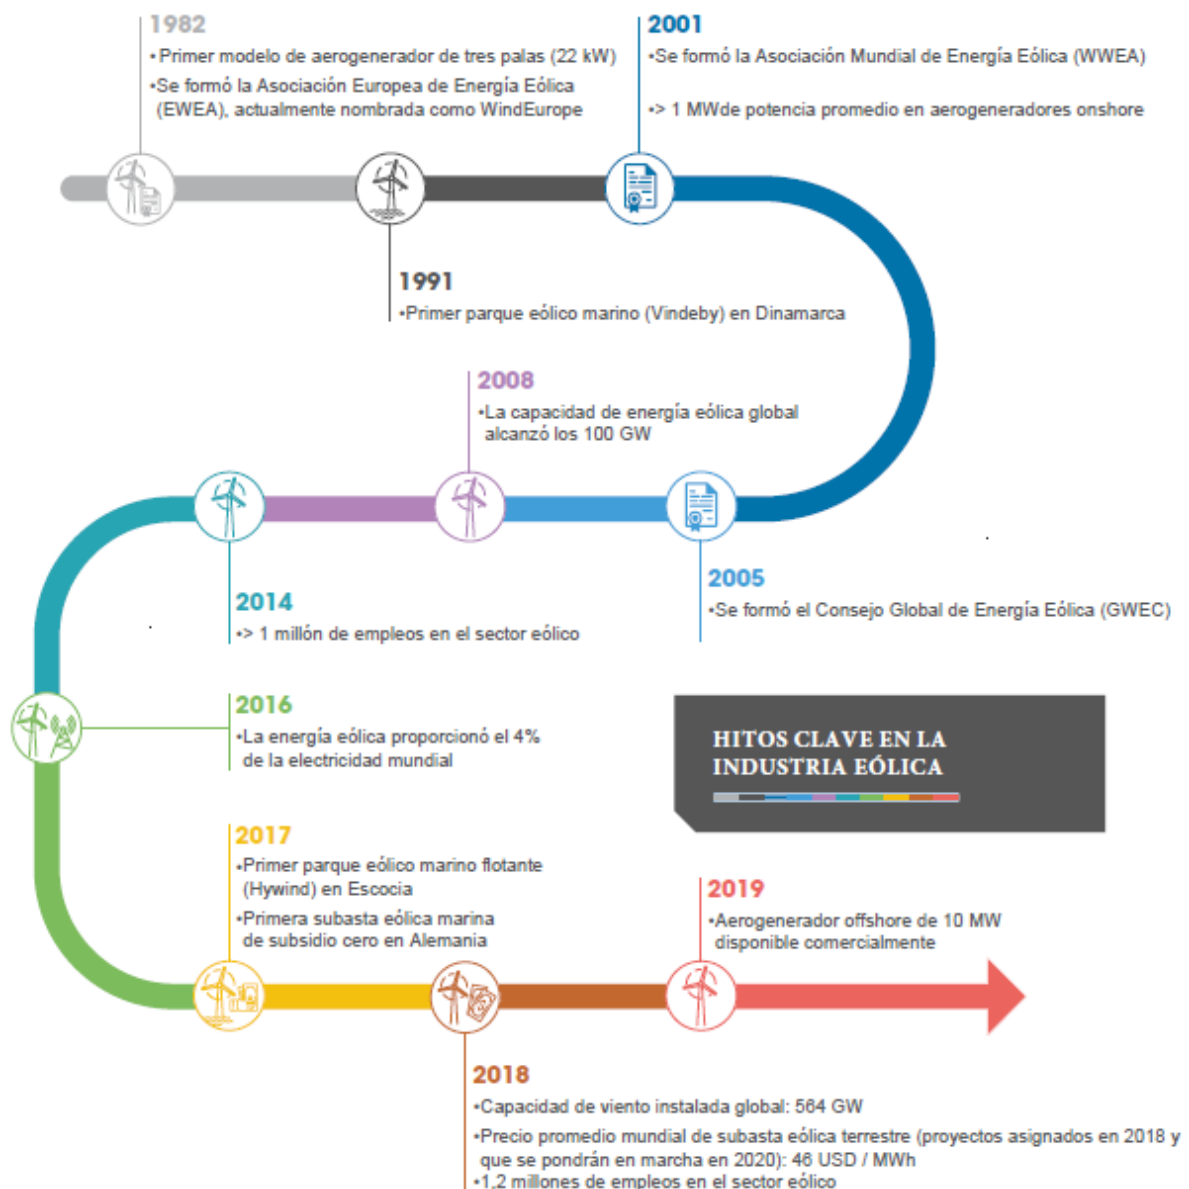 1982
•Primer modelo de aerogenerador de tres palas (22 kW)
•Se formó la Asociación Europea de Energía Eólica
(EWEA), actualmente nombrada como WindEurope
2001
•Se formó la Asociación Mundial de Energía Eólica (WWEA)
•> 1 MWde potencia promedio en aerogeneradores onshore
1991
•Primer parque eólico marino (Vindeby) en Dinamarca
2008
•La capacidad de energía eólica global
alcanzó los 100 GW
2005
•Se formó el Consejo Global de Energía Eólica (GWEC)
2014
•> 1 millón de empleos en el sector eólico
2016
•La energía eólica proporcionó el 4%
de la electricidad mundial
HITOS CLAVE EN LA
INDUSTRIA EÓLICA
2017
•Primer parque eólico marino flotante
(Hywind) en Escocia
•Primera subasta eólica marina
de subsidio cero en Alemania
2019
•Aerogenerador offshore de 10 MW
disponible comercialmente
2018
•Capacidad de viento instalada global: 564 GW
•Precio promedio mundial de subasta eólica terrestre (proyectos asignados en 2018 y
que se pondrán en marcha en 2020): 46 USD / MWh
•1,2 millones de empleos en el sector eólico